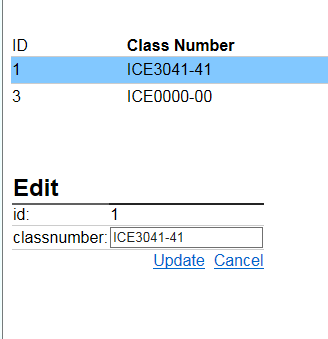 ID Class Number
1 ICE3041-41
3 ICE0000-00
Edit
id: 1
classnumber: ICE3041-41
Update Cancel